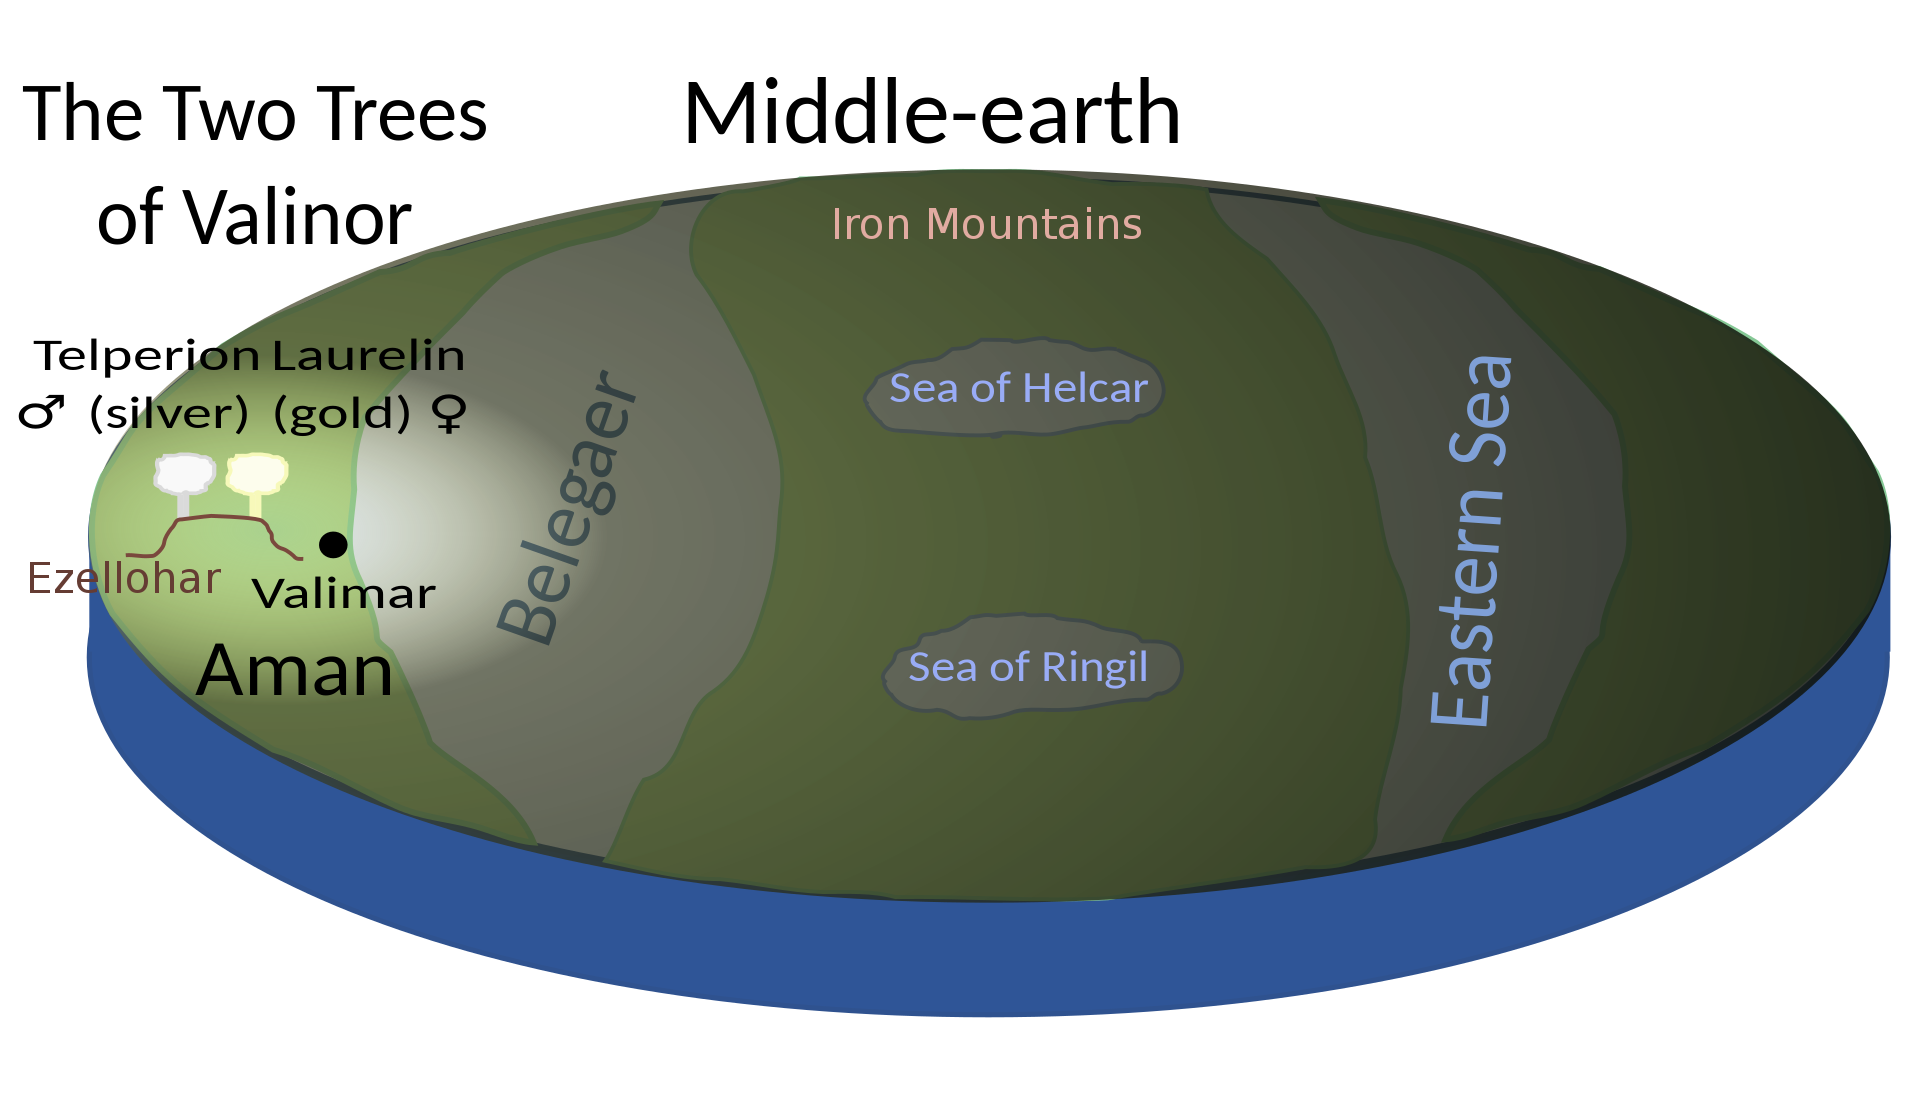 The Two Trees
of Valinor
Middle-earth
Iron Mountains
Telperion Laurelin
♂ (silver) (gold) ♀
Sea of Helcar
Belegaer
Eastern Sea
Ezellohar
Valimar
Aman
Sea of Ringil